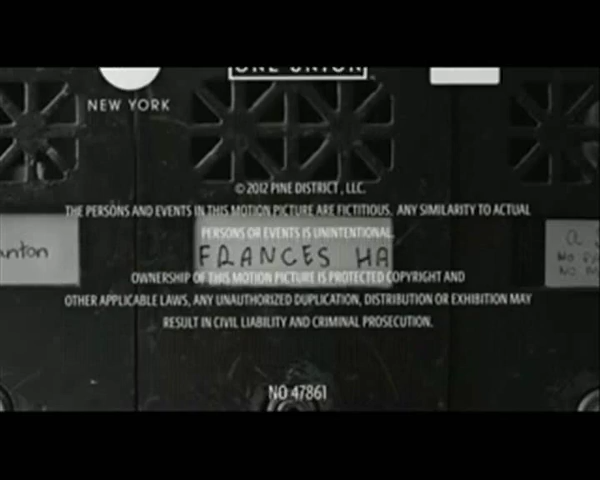 ONE UNION
NEW YORK
© 2012 PINE DISTRICT, LLC.
THE PERSONS AND EVENTS IN THIS MOTION PICTURE ARE FICTITIOUS. ANY SIMILARITY TO ACTUAL
PERSONS OR EVENTS IS UNINTENTIONAL.
FRANCES HA
OWNERSHIP OF THIS MOTION PICTURE IS PROTECTED COPYRIGHT AND
OTHER APPLICABLE LAWS, ANY UNAUTHORIZED DUPLICATION, DISTRIBUTION OR EXHIBITION MAY
RESULT IN CIVIL LIABILITY AND CRIMINAL PROSECUTION.
NO 47861